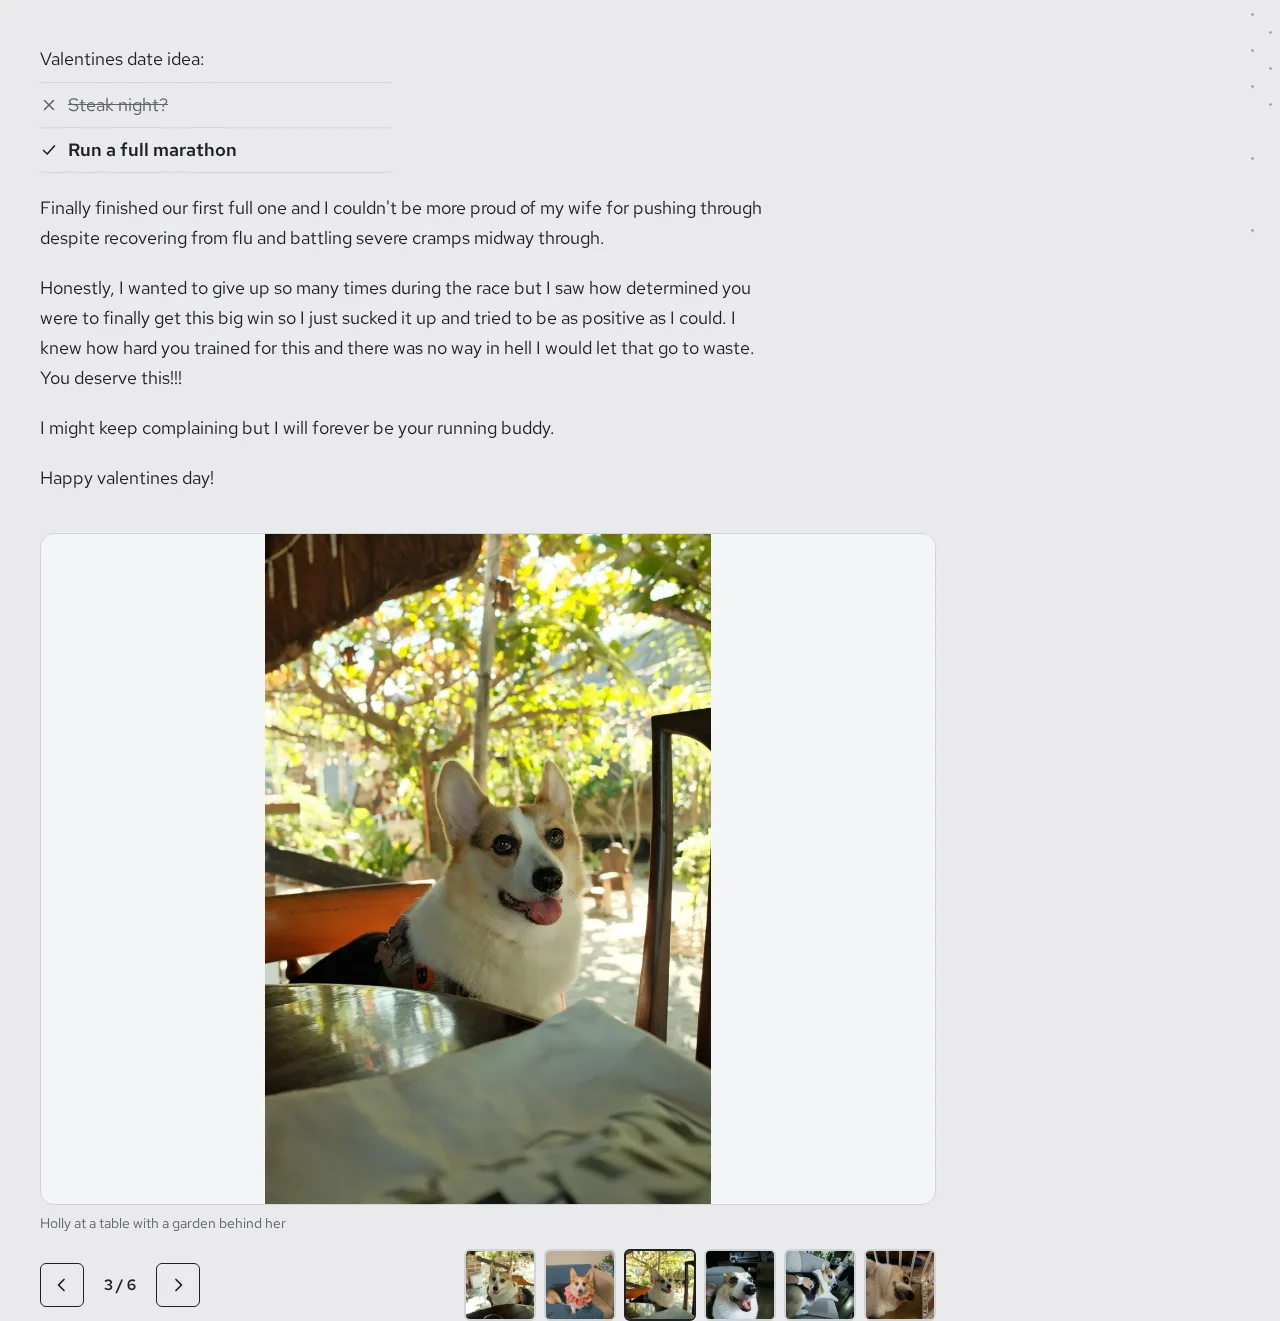 Valentines date idea:
Steak night?
Run a full marathon
Finally finished our first full one and I couldn't be more proud of my wife for pushing through
despite recovering from flu and battling severe cramps midway through.
Honestly, I wanted to give up so many times during the race but I saw how determined you
were to finally get this big win so I just sucked it up and tried to be as positive as I could. I
knew how hard you trained for this and there was no way in hell I would let that go to waste.
You deserve this!!!
I might keep complaining but I will forever be your running buddy.
Happy valentines day!
Holly at a table with a garden behind her
3 / 6